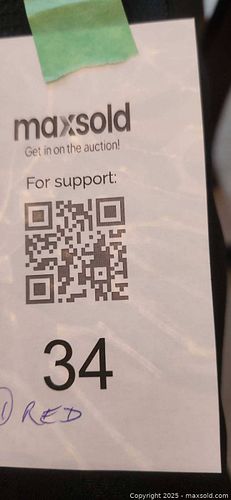 maxsold
Get in on the auction!
For support:
34
1) RED
Copyright 2025 - maxsold.com